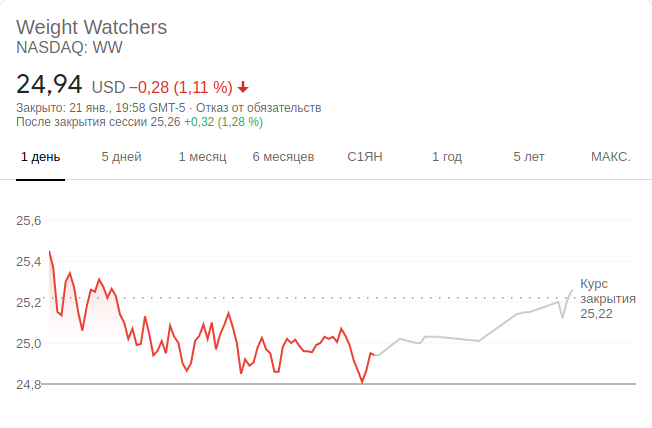 Weight Watchers
NASDAQ: WW
24,94 USD −0,28 (1,11 %)
Закрыто: 21 янв., 19:58 GMT-5 · Отказ от обязательств
После закрытия сессии 25,26 +0,32 (1,28 %)
1 день 5 дней 1 месяц 6 месяцев С1ЯН 1 год 5 лет МАКС.
25,6
25,4
25,2
25,0
24,8
Курс
закрытия
25,22